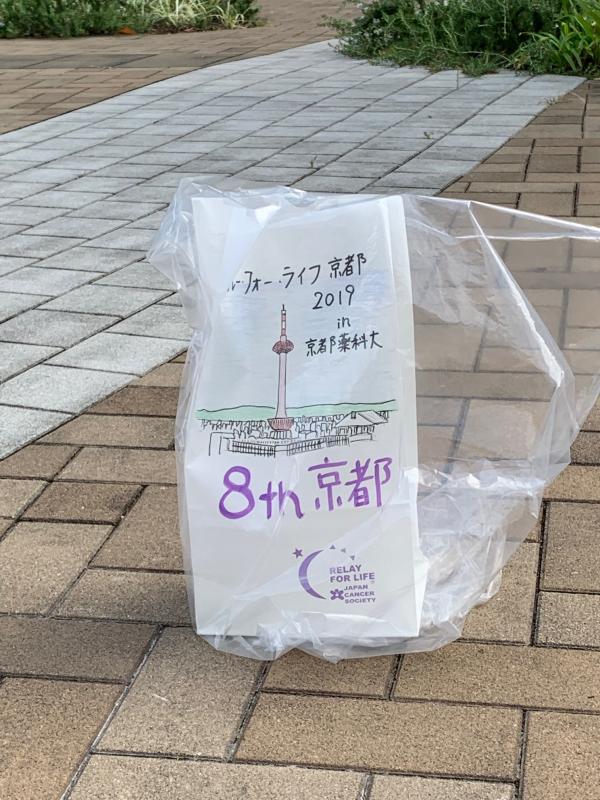 ル・フォー・ライフ京都
2019
in
京都薬科大
8th 京都
RELAY
FOR LIFE
JAPAN
CANCER
SOCIETY